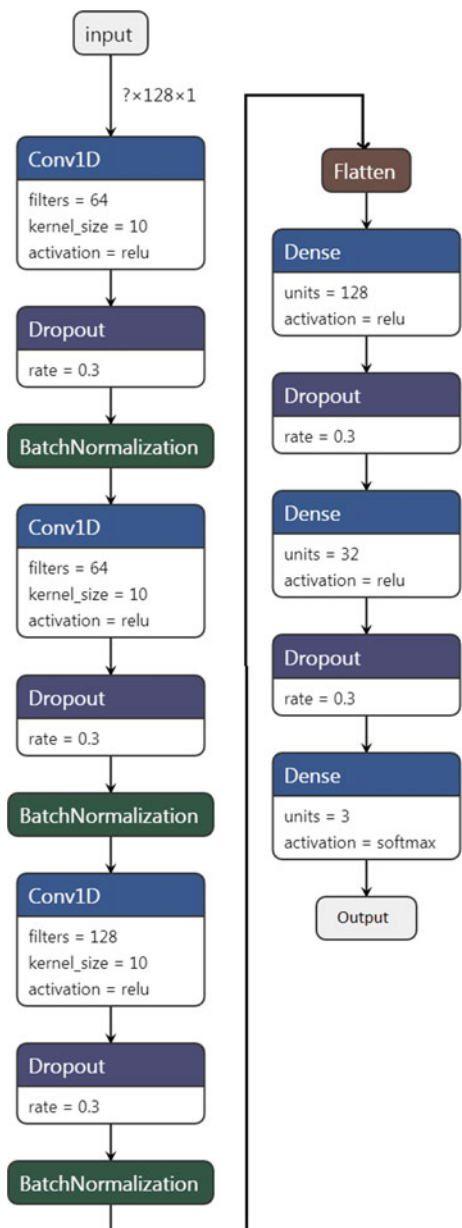 input
?×128×1
Conv1D
filters = 64
kernel_size = 10
activation = relu
Dropout
rate = 0.3
BatchNormalization
Conv1D
filters = 64
kernel_size = 10
activation = relu
Dropout
rate = 0.3
BatchNormalization
Conv1D
filters = 128
kernel_size = 10
activation = relu
Dropout
rate = 0.3
BatchNormalization
Flatten
Dense
units = 128
activation = relu
Dropout
rate = 0.3
Dense
units = 32
activation = relu
Dropout
rate = 0.3
Dense
units = 3
activation = softmax
Output